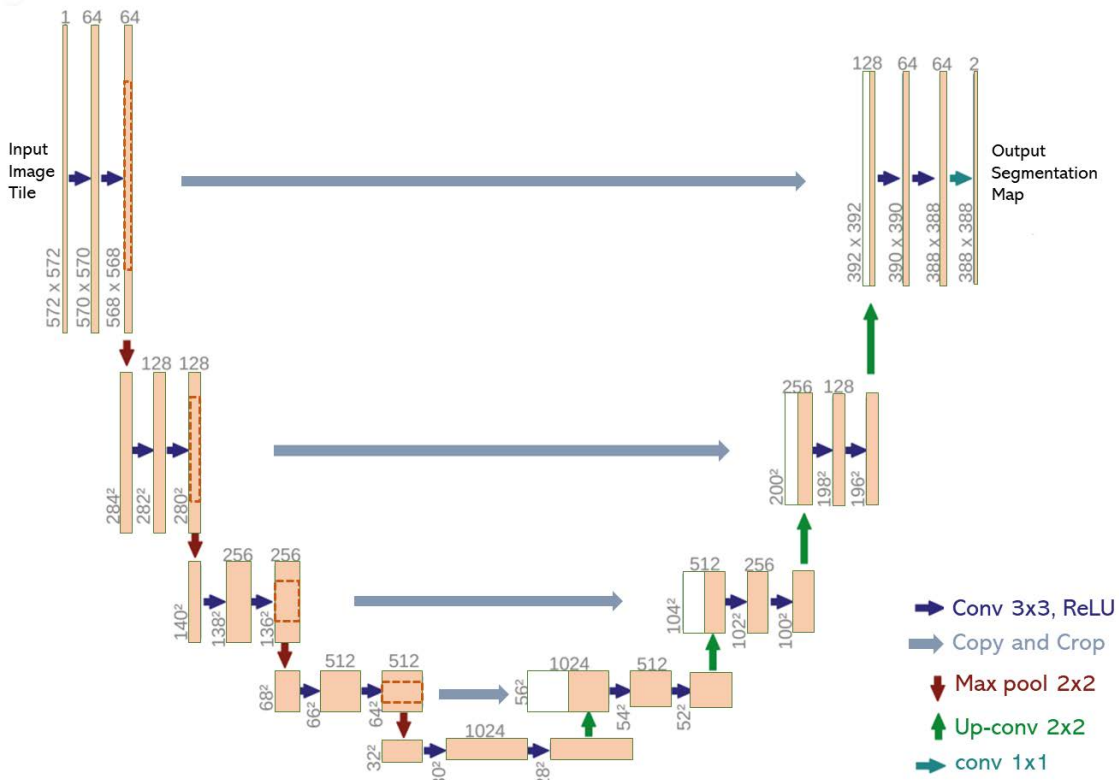 1 64 64
128
64
64
2
Input
Image
Tile
Output
Segmentation
Map
572 x 572
570 x 570
568 x 568
392 x 392
390 x 390
388 x 388
388 x 388
128 128
256 128
284²
282²
280²
200²
198²
196²
256 256
512 256
140²
138²
136²
104²
102²
100²
Conv 3x3, ReLU
Copy and Crop
Max pool 2x2
Up-conv 2x2
conv 1x1
512 512
1024 512
68²
66²
64²
56²
54²
52²
1024
32²